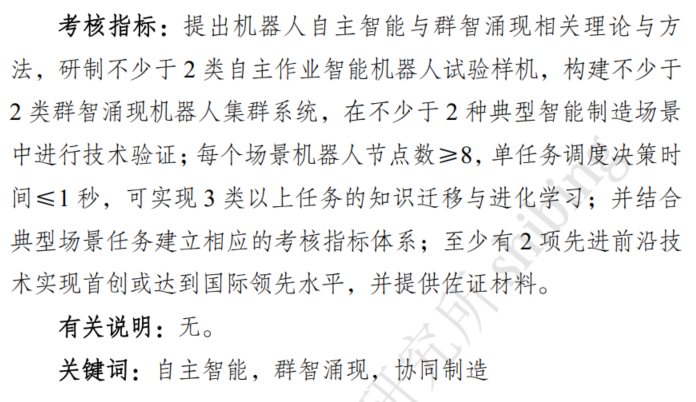 考核指标：提出机器人自主智能与群智涌现相关理论与方
法，研制不少于 2 类自主作业智能机器人试验样机，构建不少于
2 类群智涌现机器人集群系统，在不少于 2 种典型智能制造场景
中进行技术验证；每个场景机器人节点数≥8，单任务调度决策时
间≤1 秒，可实现 3 类以上任务的知识迁移与进化学习；并结合
典型场景任务建立相应的考核指标体系；至少有 2 项先进前沿技
术实现首创或达到国际领先水平，并提供佐证材料。
有关说明：无。
关键词：自主智能，群智涌现，协同制造
研究所 shibing